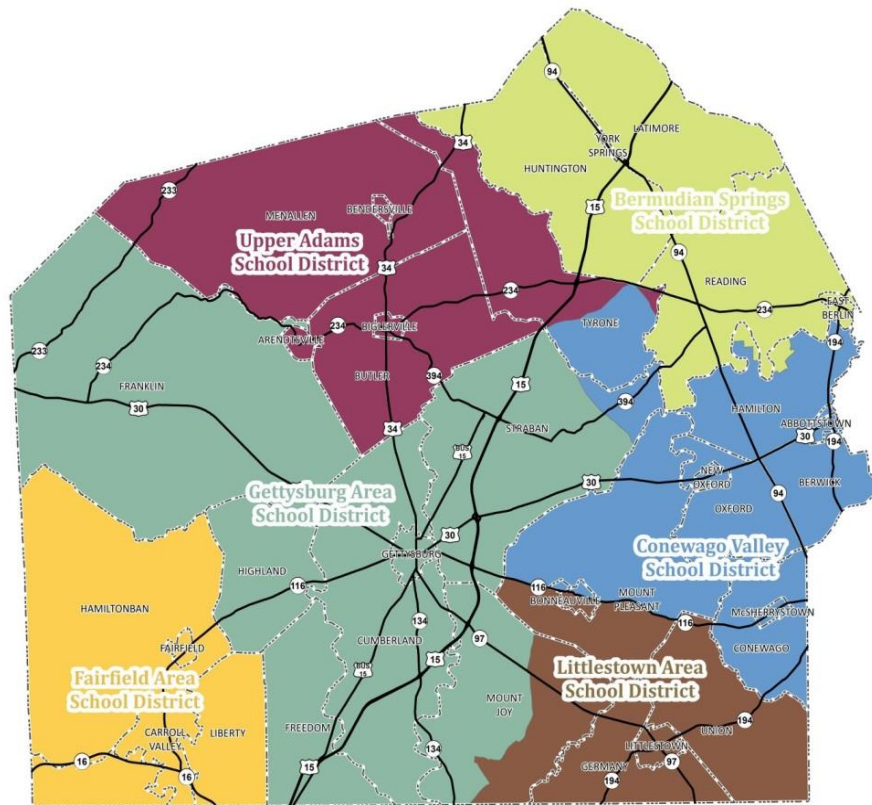 94
LATIMORE
YORK
SPRINGS
34
HUNTINGTON
233
15
Bermudian Springs
School District
BENDERSVILLE
MENALLEN
Upper Adams
School District
94
34
READING
234
EAST
BERLIN
234
TYRONE
234
BIGLERVILLE
ARENDTSVILLE
194
233
234
BUTLER
394
15
FRANKLIN
394
HAMILTON
30
34
STRABAN
ABBOTTSTOWN
30
194
BUS
15
NEW
OXFORD
BERWICK
30
Gettysburg Area
School District
94
OXFORD
30
GETTYSBURG
Conewago Valley
School District
HIGHLAND
116
116
BONNEAUVILLE
MOUNT
PLEASANT
HAMILTONBAN
McSHERRYSTOWN
134
116
97
CUMBERLAND
CONEWAGO
FAIRFIELD
15
BUS
15
Littlestown Area
School District
Fairfield Area
School District
MOUNT
JOY
LIBERTY
FREEDOM
UNION
194
CARROLL
VALLEY
134
LITTLESTOWN
16
15
GERMANY
97
16
194